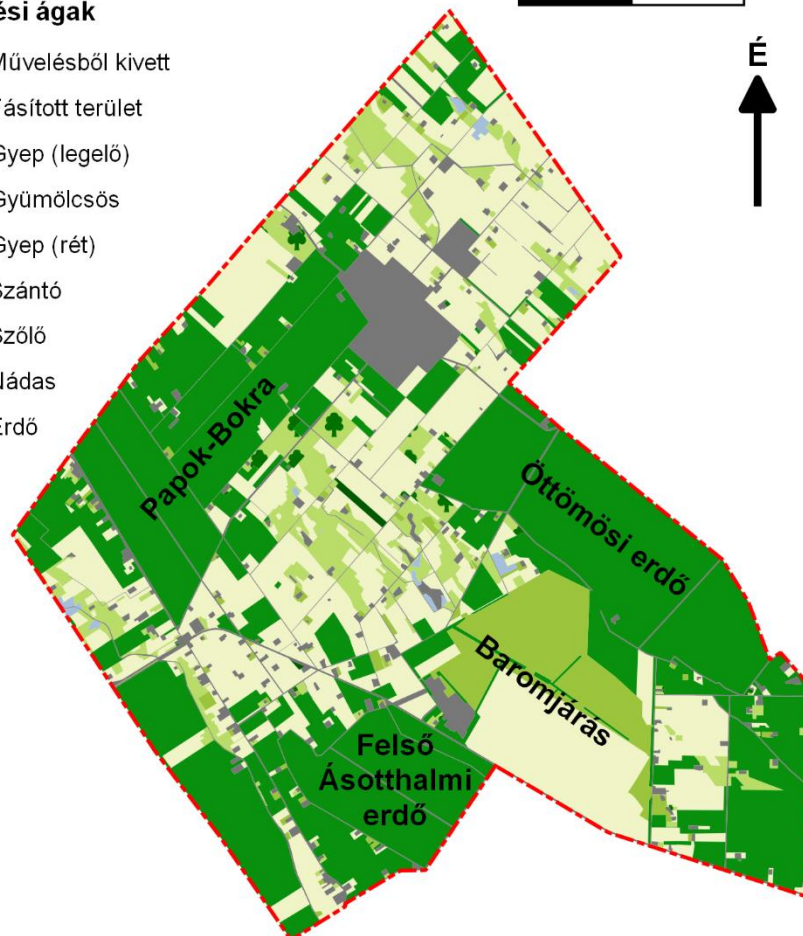 ési ágak
Művelésből kivett
Fásított terület
Gyep (legelő)
Gyümölcsös
Gyep (rét)
Szántó
Szőlő
Nádas
Erdő
É
Papok-Bokra
Öttömösi erdő
Baromjárás
Felső
Ásotthalmi
erdő